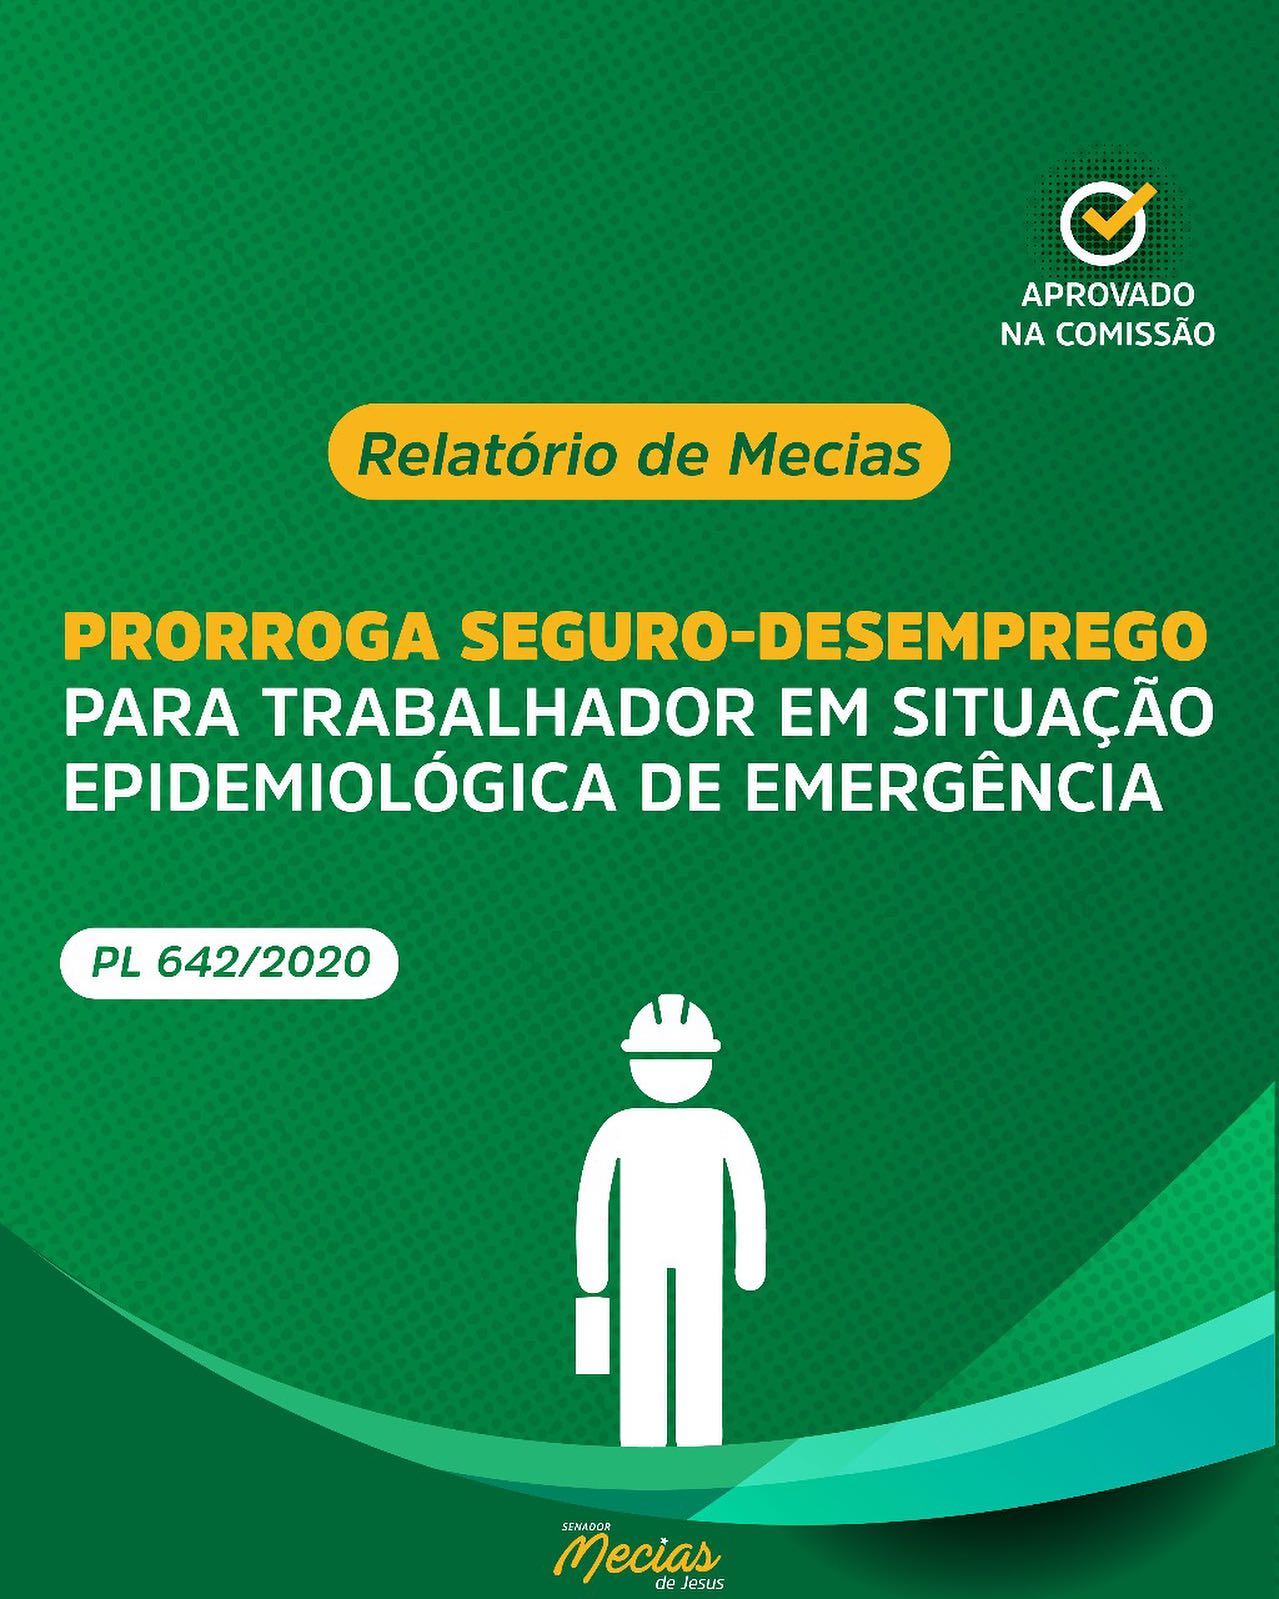 APROVADO
NA COMISSÃO
Relatório de Mecias
PRORROGA SEGURO-DESEMPREGO
PARA TRABALHADOR EM SITUAÇÃO
EPIDEMIOLÓGICA DE EMERGÊNCIA
PL 642/2020
SENADOR
Mecias
de Jesus